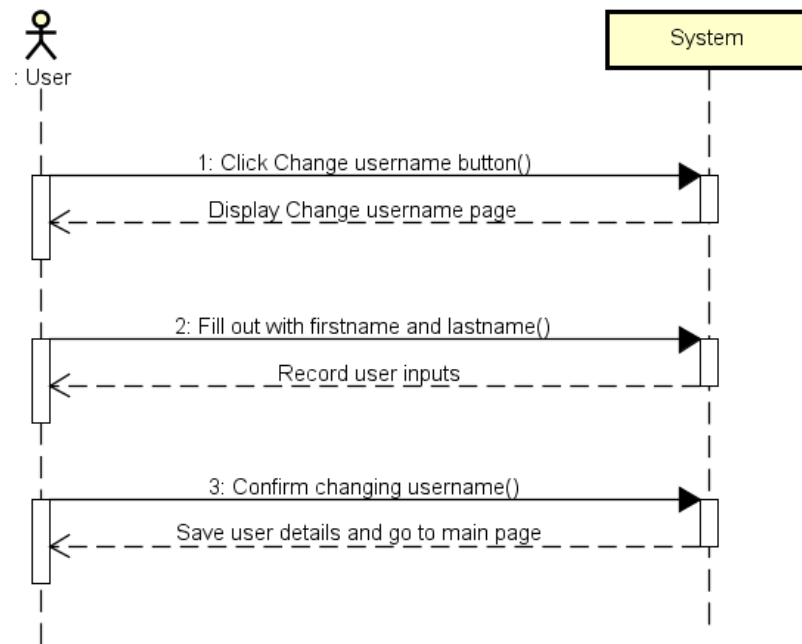 : User
System
1: Click Change username button()
Display Change username page
2: Fill out with firstname and lastname()
Record user inputs
3: Confirm changing username()
Save user details and go to main page